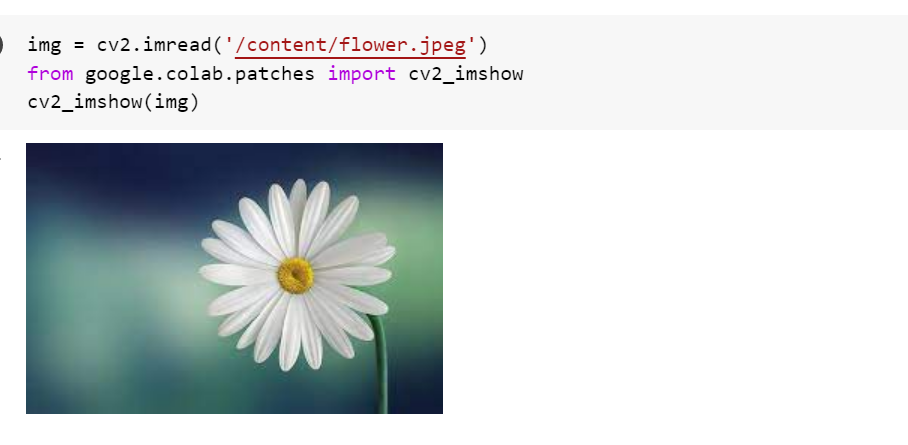 img = cv2.imread('/content/flower.jpeg')
from google.colab.patches import cv2_imshow
cv2_imshow(img)